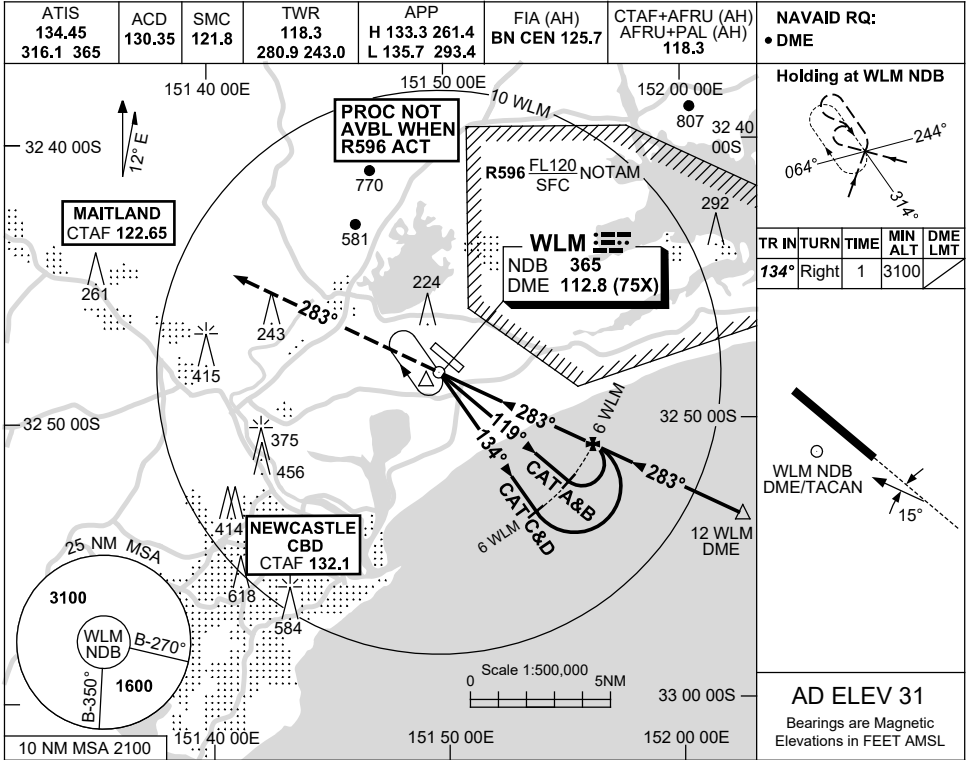 ATIS
134.45
316.1 365
ACD
130.35
SMC
121.8
TWR
118.3
280.9 243.0
APP
H 133.3 261.4
L 135.7 293.4
FIA (AH)
BN CEN 125.7
CTAF+AFRU (AH)
AFRU+PAL (AH)
118.3
NAVAID RQ:
• DME
Holding at WLM NDB
244°
064°
314°
TR IN TURN TIME MIN ALT DME LMT
134° Right 1 3100
151 40 00E
151 50 00E
152 00 00E
10 WLM
12° E
32 40 00S
32 40
00S
PROC NOT
AVBL WHEN
R596 ACT
807
770
581
R596 FL120 NOTAM
SFC
292
MAITLAND
CTAF 122.65
261
WLM
NDB 365
DME 112.8 (75X)
224
283°
243
415
32 50 00S
32 50 00S
6 WLM
283°
119°
134°
283°
CAT A&B
CAT C&D
6 WLM
12 WLM
DME
375
456
414
NEWCASTLE
CBD
CTAF 132.1
618
584
WLM NDB
DME/TACAN
15°
25 NM MSA
3100
WLM
NDB
B-270°
B-350°
1600
10 NM MSA 2100
Scale 1:500,000
0 5NM
33 00 00S
151 40 00E
151 50 00E
152 00 00E
AD ELEV 31
Bearings are Magnetic
Elevations in FEET AMSL